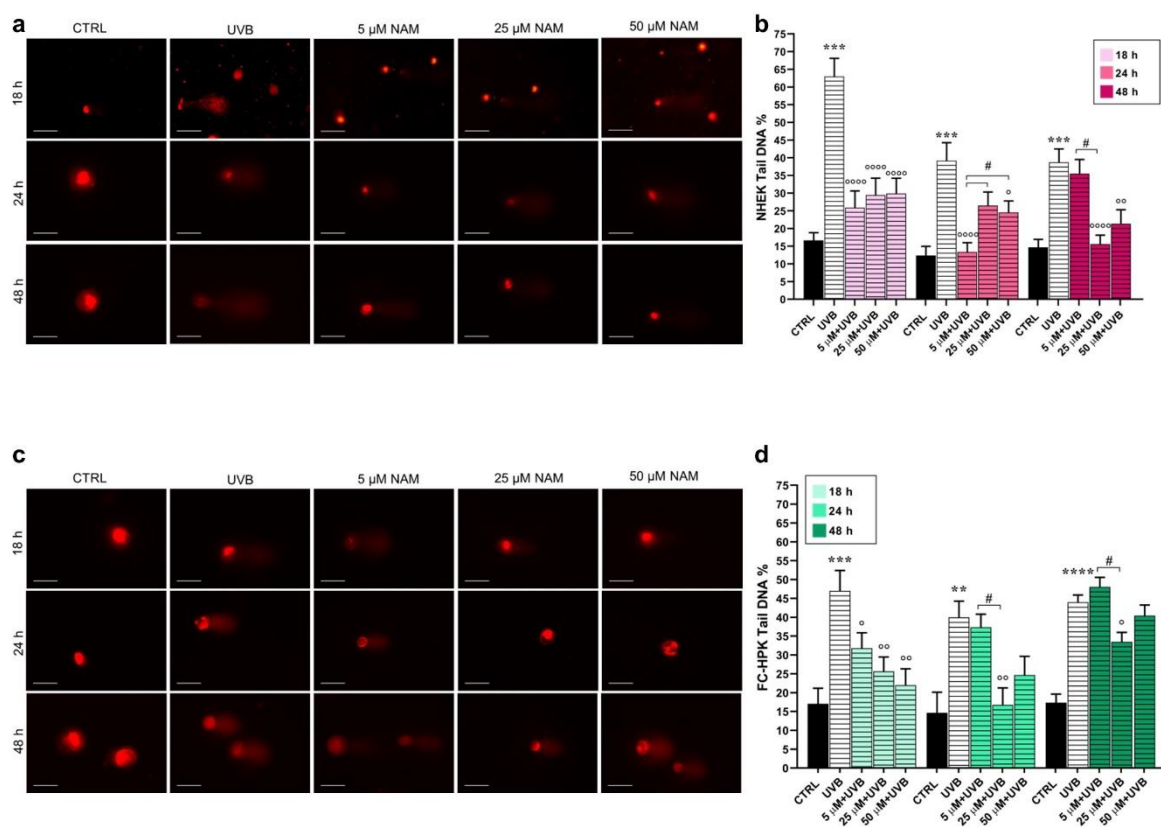 a
CTRL UVB 5 µM NAM 25 µM NAM 50 µM NAM
18 h
24 h
48 h
b
NHEK Tail DNA %
75
70
65
60
55
50
45
40
35
30
25
20
15
10
5
0
***
°°°° °°°° °°°°
***
#
°°°° °
***
#
°°°° °°
18 h
24 h
48 h
CTRL UVB 5 µM+UVB 25 µM+UVB 50 µM+UVB CTRL UVB 5 µM+UVB 25 µM+UVB 50 µM+UVB CTRL UVB 5 µM+UVB 25 µM+UVB 50 µM+UVB
c
CTRL UVB 5 µM NAM 25 µM NAM 50 µM NAM
18 h
24 h
48 h
d
FC-HPK Tail DNA %
75
70
65
60
55
50
45
40
35
30
25
20
15
10
5
0
18 h
24 h
48 h
***
° °° °°
**
#
°°
****
#
°
CTRL UVB 5 µM+UVB 25 µM+UVB 50 µM+UVB CTRL UVB 5 µM+UVB 25 µM+UVB 50 µM+UVB CTRL UVB 5 µM+UVB 25 µM+UVB 50 µM+UVB